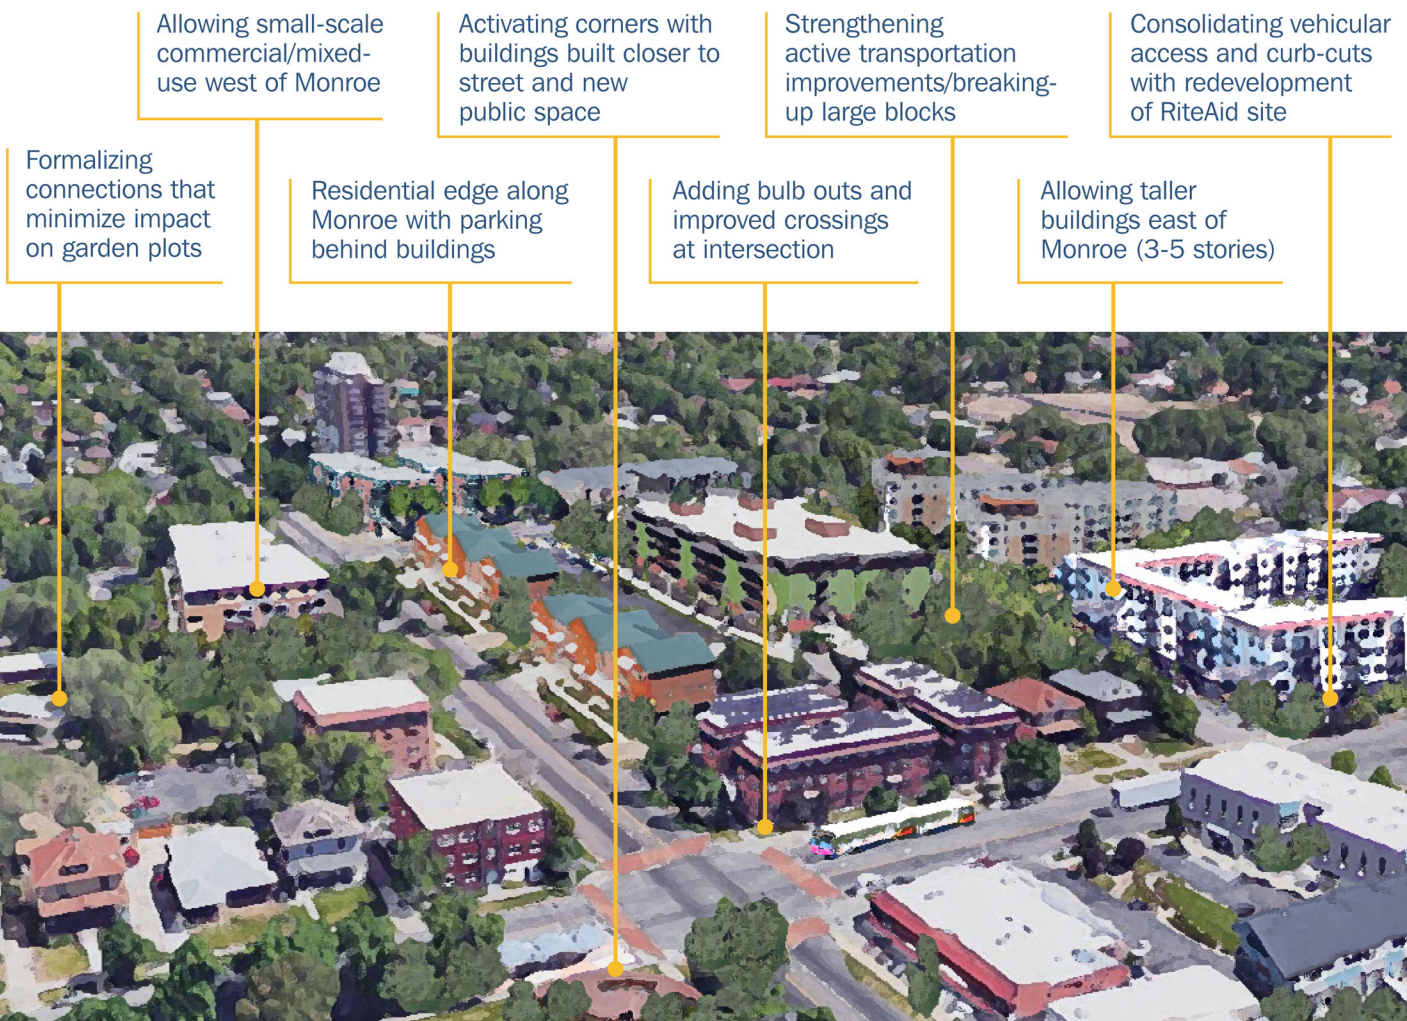 Allowing small-scale
commercial/mixed-
use west of Monroe
Activating corners with
buildings built closer to
street and new
public space
Strengthening
active transportation
improvements/breaking-
up large blocks
Consolidating vehicular
access and curb-cuts
with redevelopment
of RiteAid site
Formalizing
connections that
minimize impact
on garden plots
Residential edge along
Monroe with parking
behind buildings
Adding bulb outs and
improved crossings
at intersection
Allowing taller
buildings east of
Monroe (3-5 stories)